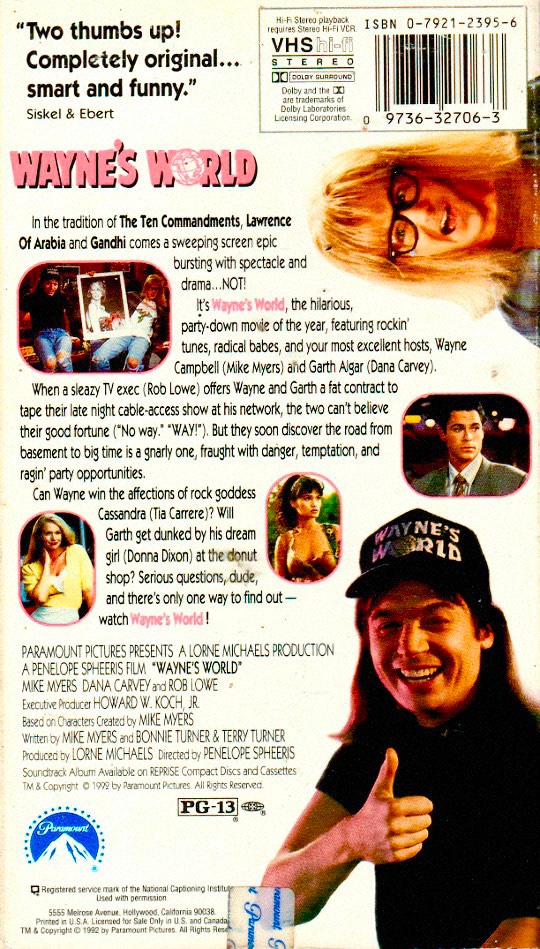 “Two thumbs up!
Completely original...
smart and funny.”
Siskel & Ebert
Hi-Fi Stereo playback
requires Stereo Hi-Fi VCR.
VHS hi-fi
STEREO
DOLBY SURROUND
Dolby and the
are trademarks of
Dolby Laboratories
Licensing Corporation.
ISBN 0-7921-2395-6
0 9736-32706-3
WAYNE'S WORLD
In the tradition of The Ten Commandments, Lawrence
Of Arabia and Gandhi comes a sweeping screen epic
bursting with spectacle and
drama...NOT!
It's Wayne's World, the hilarious,
party-down movie of the year, featuring rockin'
tunes, radical babes, and your most excellent hosts, Wayne
Campbell (Mike Myers) and Garth Algar (Dana Carvey).
When a sleazy TV exec (Rob Lowe) offers Wayne and Garth a fat contract to
tape their late night cable-access show at his network, the two can't believe
their good fortune (“No way.” “WAY!”). But they soon discover the road from
basement to big time is a gnarly one, fraught with danger, temptation, and
ragin' party opportunities.
Can Wayne win the affections of rock goddess
Cassandra (Tia Carrere)? Will
Garth get dunked by his dream
girl (Donna Dixon) at the donut
shop? Serious questions, dude,
and there's only one way to find out —
watch Wayne's World!
WAYNE'S
WORLD
PARAMOUNT PICTURES PRESENTS A LORNE MICHAELS PRODUCTION
A PENELOPE SPHEERIS FILM “WAYNE'S WORLD”
MIKE MYERS DANA CARVEY and ROB LOWE
Executive Producer HOWARD W. KOCH, JR.
Based on Characters Created by MIKE MYERS
Written by MIKE MYERS and BONNIE TURNER & TERRY TURNER
Produced by LORNE MICHAELS Directed by PENELOPE SPHEERIS
Soundtrack Album Available on REPRISE Compact Discs and Cassettes
TM & Copyright © 1992 by Paramount Pictures. All Rights Reserved.
PG-13 ®
Paramount
Registered service mark of the National Captioning Institu
Used with permission.
5555 Melrose Avenue, Hollywood, California 90038.
Printed in U.S.A. Licensed for Sale Only in U.S. and Canada
TM & Copyright © 1992 by Paramount Pictures. All Rights Rese